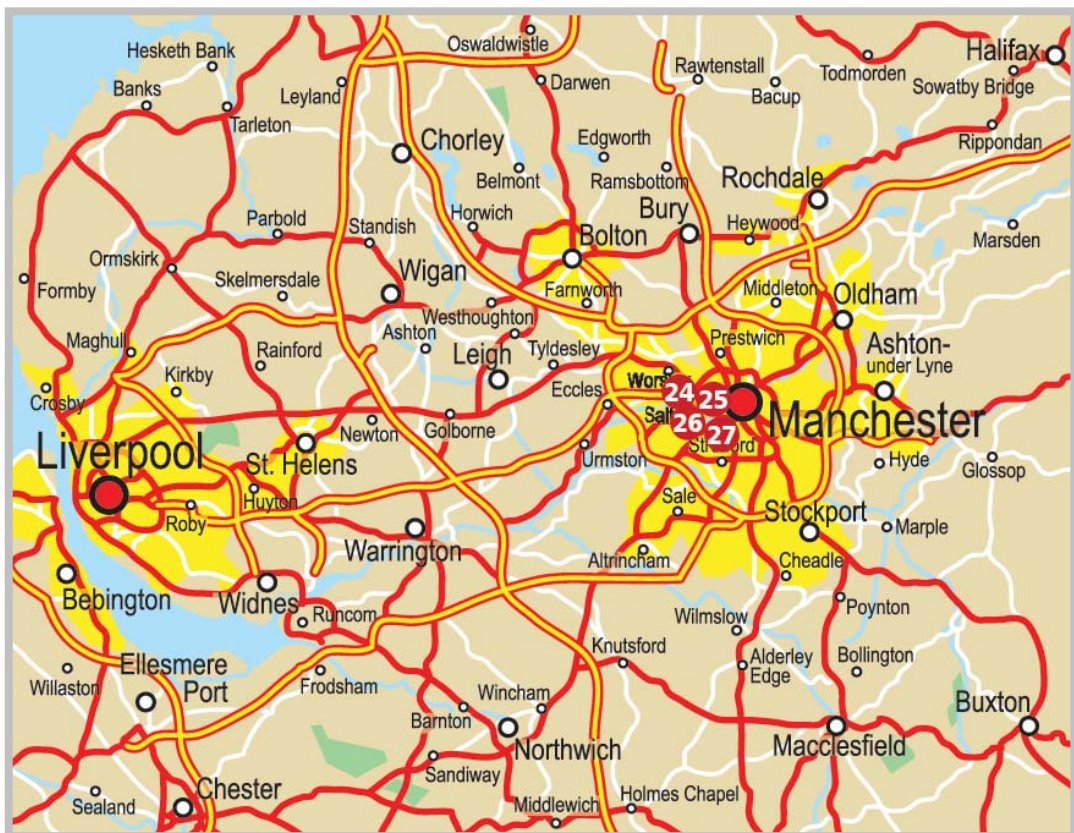 Oswaldwistle
Hesketh Bank
Halifax
Rawtenstall
Todmorden
Darwen
Leyland
Sowatby Bridge
Banks
Bacup
Tarleton
Chorley
Edgworth
Rippondan
Belmont
Ramsbottom
Rochdale
Parbold
Horwich
Bury
Standish
Heywood
Bolton
Marsden
Ormskirk
Wigan
Skelmersdale
Formby
Farnworth
Middleton
Oldham
Westhoughton
Maghull
Ashton
Prestwich
Rainford
Leigh
Tyldesley
Ashton-
under Lyne
Kirkby
Eccles
24
25
Crosby
Manchester
26
27
Newton
Golborne
Liverpool
St. Helens
Urmston
Hyde
Glossop
Huyton
Sale
Roby
Stockport
Marple
Warrington
Altrincham
Cheadle
Bebington
Widnes
Runcorn
Wilmslow
Poynton
Knutsford
Ellesmere
Port
Alderley
Edge
Bollington
Willaston
Frodsham
Wincham
Barnton
Buxton
Northwich
Macclesfield
Sandiway
Chester
Sealand
Middlewich
Holmes Chapel